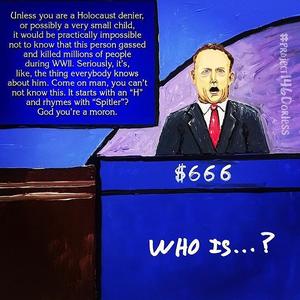 Unless you are a Holocaust denier,
or possibly a very small child,
it would be practically impossible
not to know that this person gassed
and killed millions of people
during WWII. Seriously, it's,
like, the thing everybody knows
about him. Come on man, you can't
not know this. It starts with an "H"
and rhymes with "Spitler"?
God you're a moron.
$666
WHO IS...?